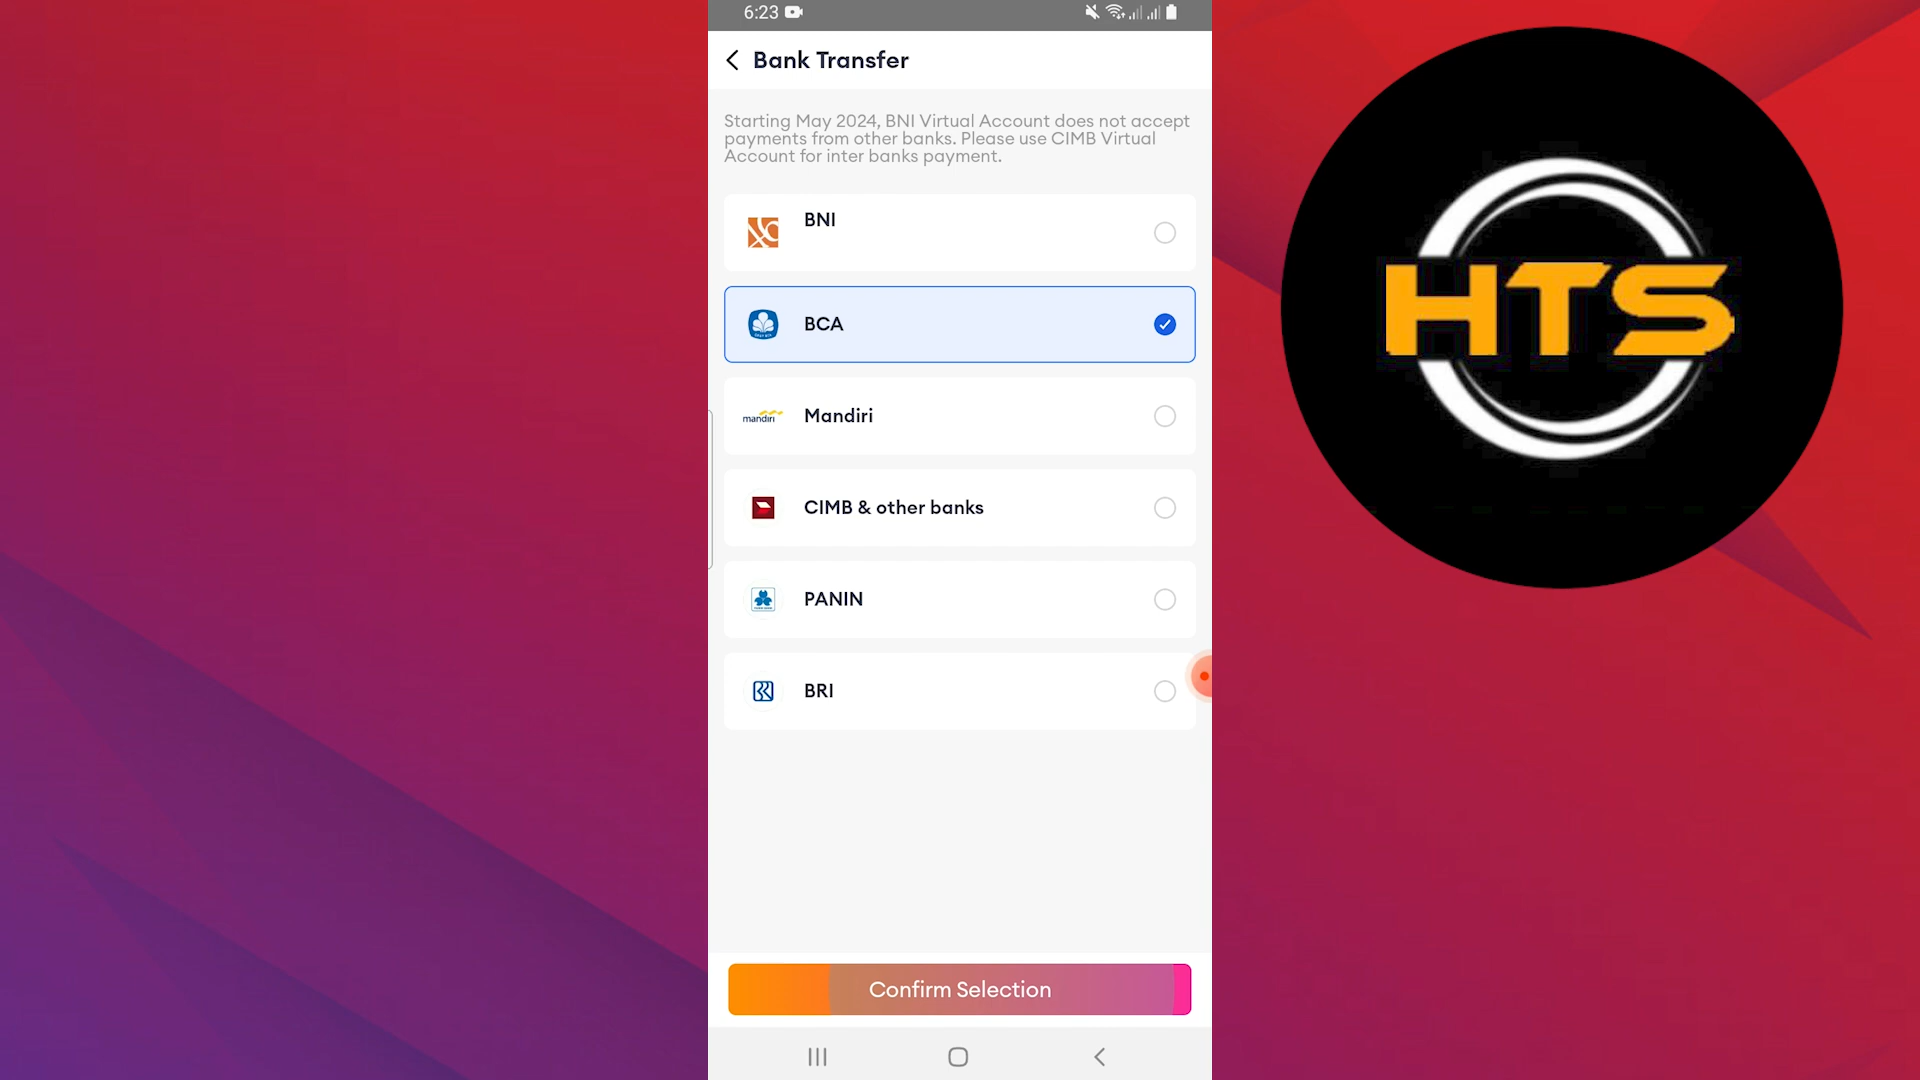 6:23
Bank Transfer
Starting May 2024, BNI Virtual Account does not accept
payments from other banks. Please use CIMB Virtual
Account for inter banks payment.
BNI
BCA
mandiri
Mandiri
CIMB & other banks
PANIN
BRI
Confirm Selection
HTS